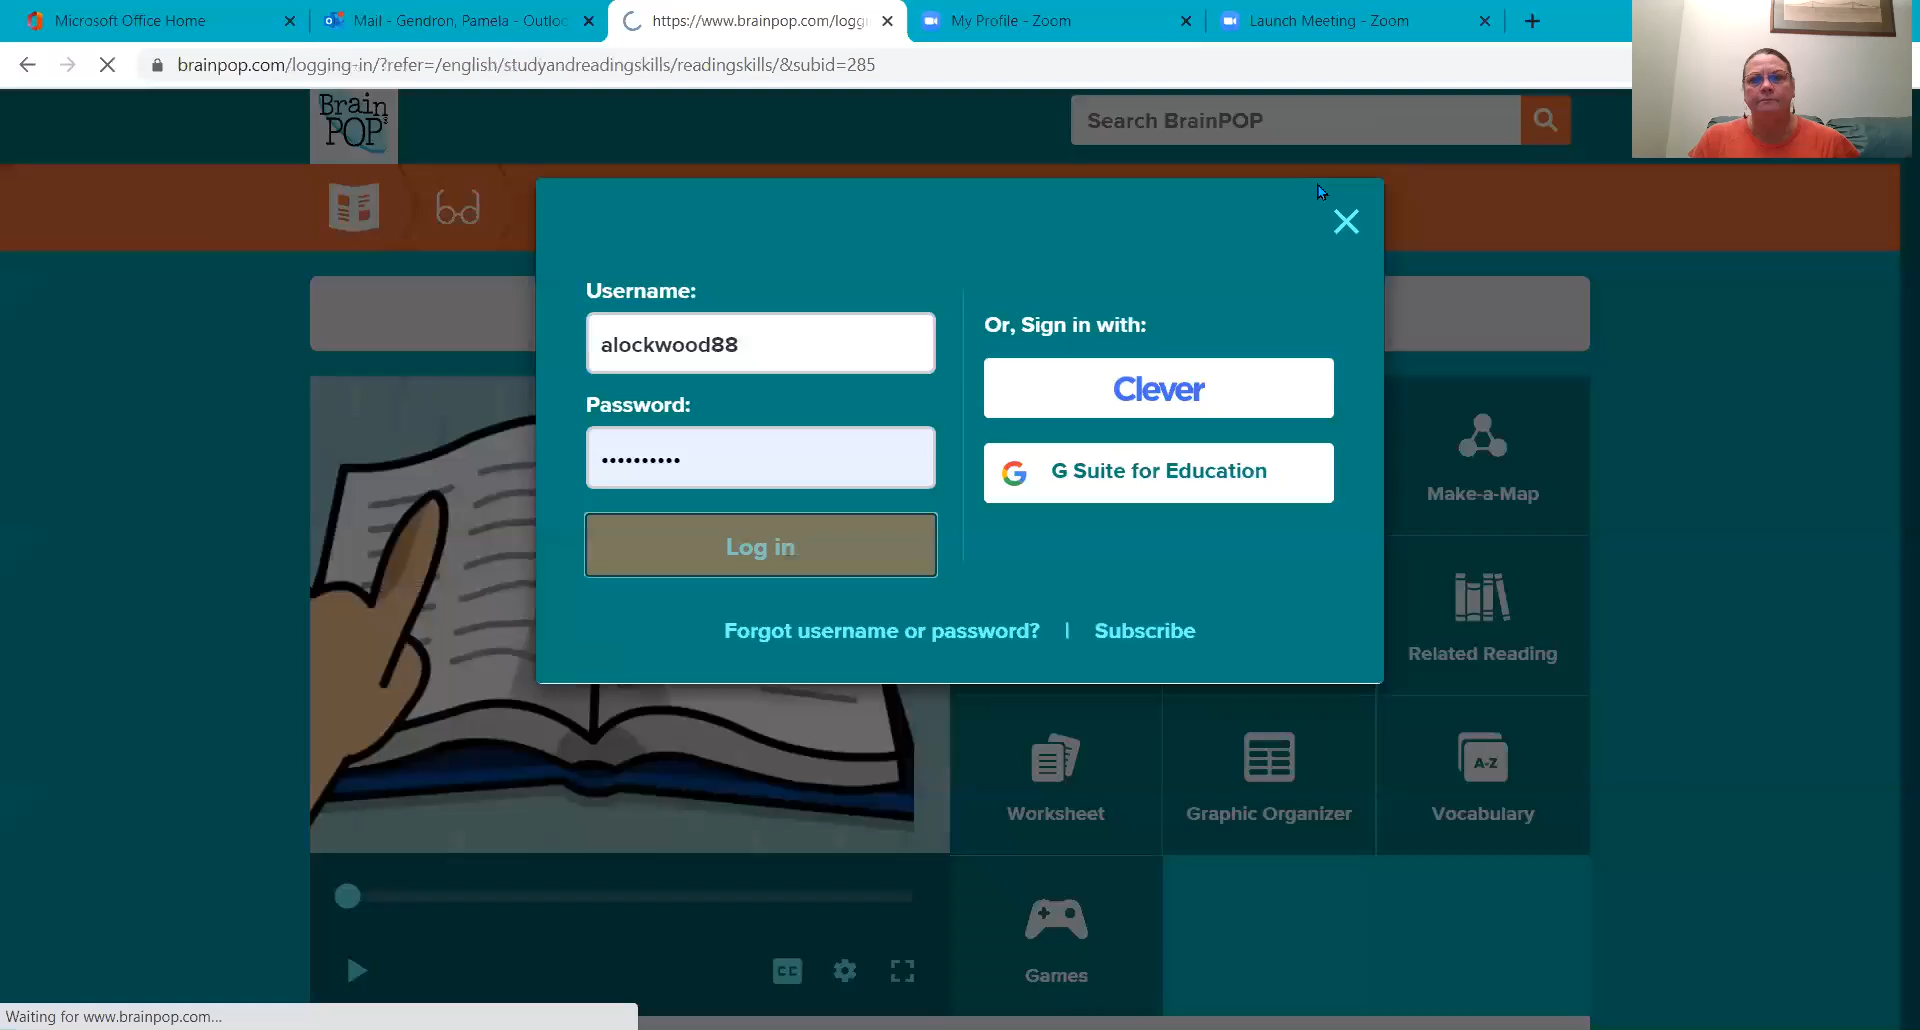 Microsoft Office Home
Mail - Gendron, Pamela - Outloo
https://www.brainpop.com/loggi
My Profile - Zoom
Launch Meeting - Zoom
brainpop.com/logging-in/?refer=/english/studyandreadingskills/readingskills/&subid=285
Brain
POP
Search BrainPOP
Username:
alockwood88
Or, Sign in with:
Clever
Password:
••••••••••
G Suite for Education
Log in
Forgot username or password? | Subscribe
Make-a-Map
Related Reading
Worksheet
Graphic Organizer
A-Z
Vocabulary
CC
Games
Waiting for www.brainpop.com...